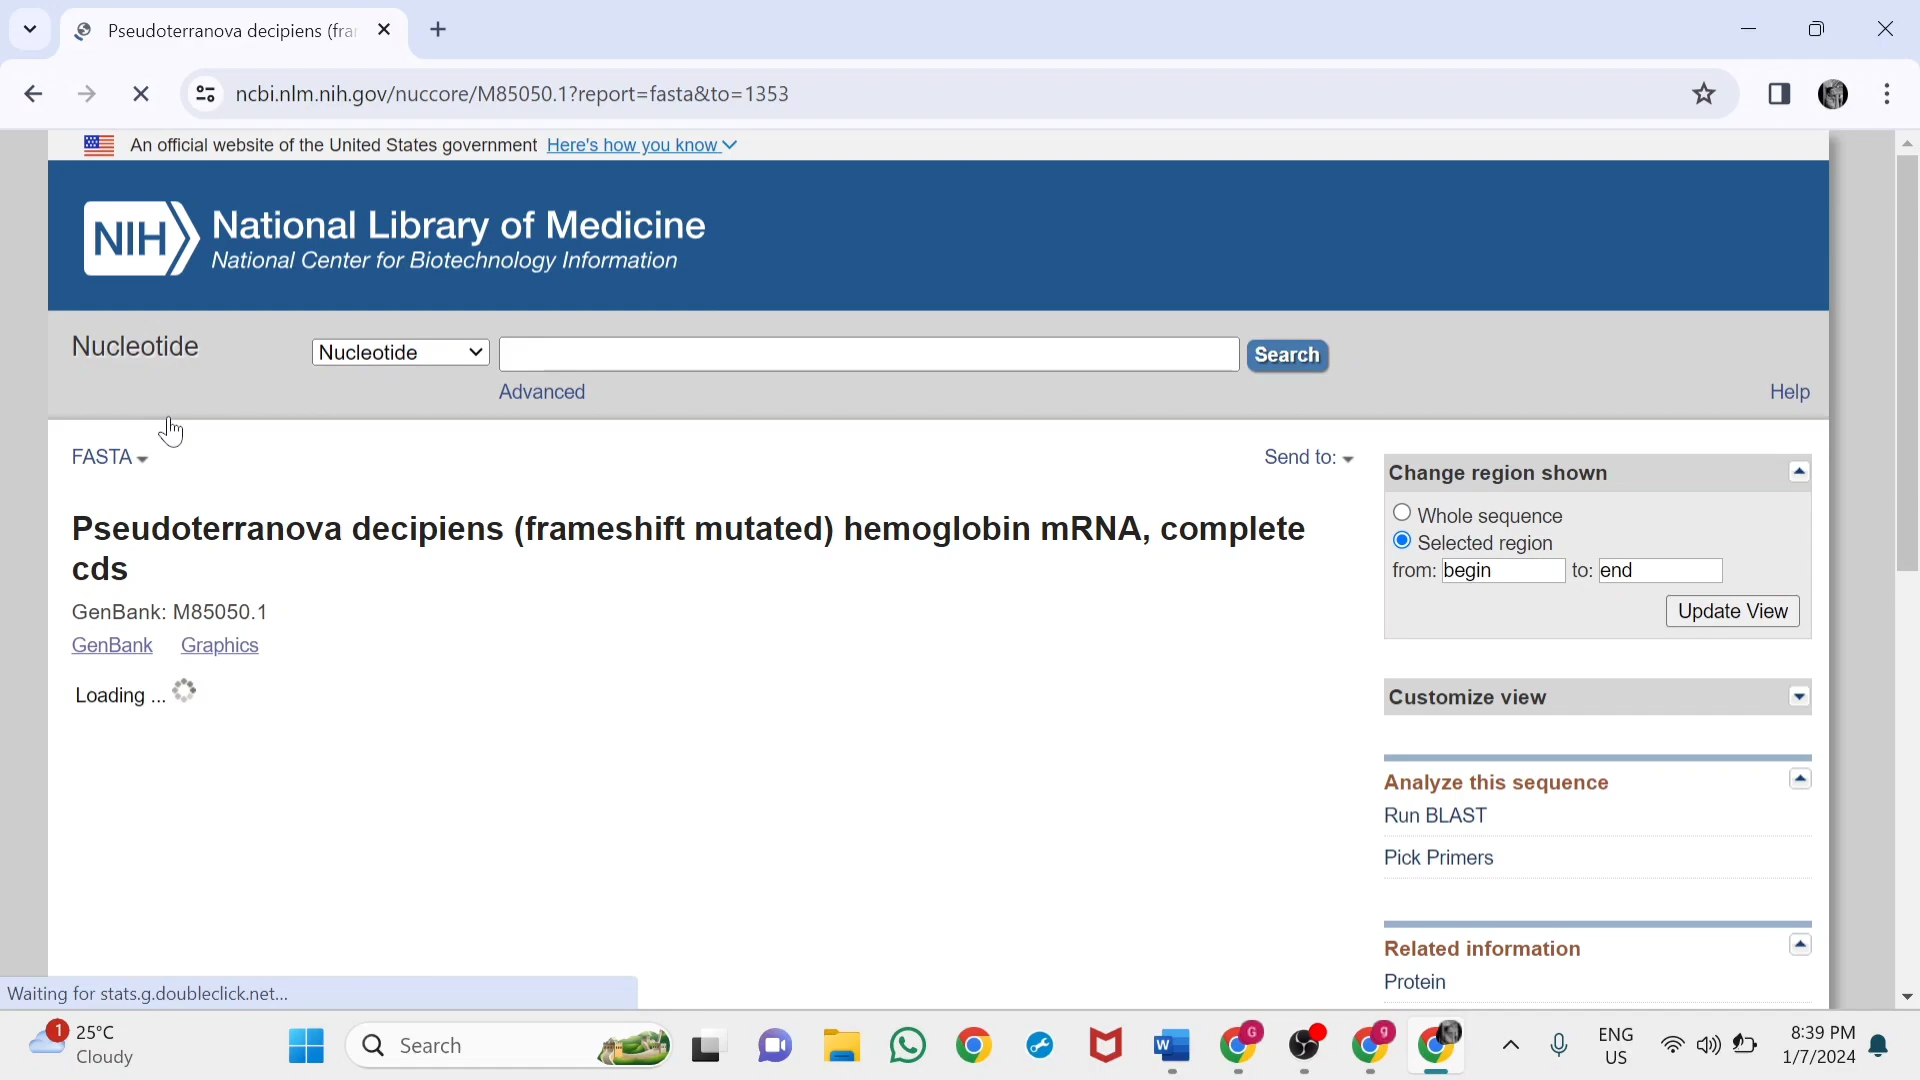 Pseudoterranova decipiens (fra
ncbi.nlm.nih.gov/nuccore/M85050.1?report=fasta&to=1353
An official website of the United States government Here's how you know
NIH National Library of Medicine
National Center for Biotechnology Information
Nucleotide
Nucleotide
Search
Advanced
Help
FASTA
Send to:
Pseudoterranova decipiens (frameshift mutated) hemoglobin mRNA, complete
cds
GenBank: M85050.1
GenBank Graphics
Loading ...
Change region shown
Whole sequence
Selected region
from: begin to: end
Update View
Customize view
Analyze this sequence
Run BLAST
Pick Primers
Related information
Protein
Waiting for stats.g.doubleclick.net...
1
25°C
Cloudy
Search
W
G
g
ENG
US
8:39 PM
1/7/2024